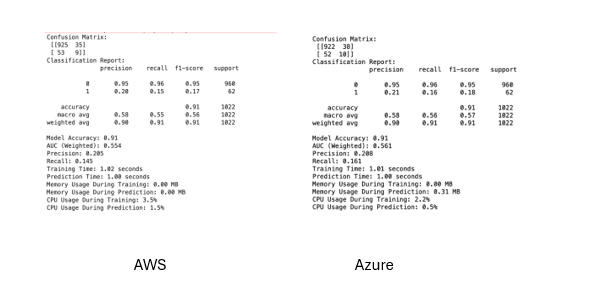 Confusion Matrix:
[[925 35]
[ 53 9]]
Classification Report:
precision recall f1-score support
0 0.95 0.96 0.95 960
1 0.20 0.15 0.17 62
accuracy 0.91 1022
macro avg 0.58 0.55 0.56 1022
weighted avg 0.90 0.91 0.91 1022
Model Accuracy: 0.91
AUC (Weighted): 0.554
Precision: 0.205
Recall: 0.145
Training Time: 1.02 seconds
Prediction Time: 1.00 seconds
Memory Usage During Training: 0.00 MB
Memory Usage During Prediction: 0.00 MB
CPU Usage During Training: 3.5%
CPU Usage During Prediction: 1.5%
AWS
Confusion Matrix:
[[922 38]
[ 52 10]]
Classification Report:
precision recall f1-score support
0 0.95 0.96 0.95 960
1 0.21 0.16 0.18 62
accuracy 0.91 1022
macro avg 0.58 0.56 0.57 1022
weighted avg 0.90 0.91 0.91 1022
Model Accuracy: 0.91
AUC (Weighted): 0.561
Precision: 0.208
Recall: 0.161
Training Time: 1.01 seconds
Prediction Time: 1.00 seconds
Memory Usage During Training: 0.00 MB
Memory Usage During Prediction: 0.31 MB
CPU Usage During Training: 2.2%
CPU Usage During Prediction: 0.5%
Azure